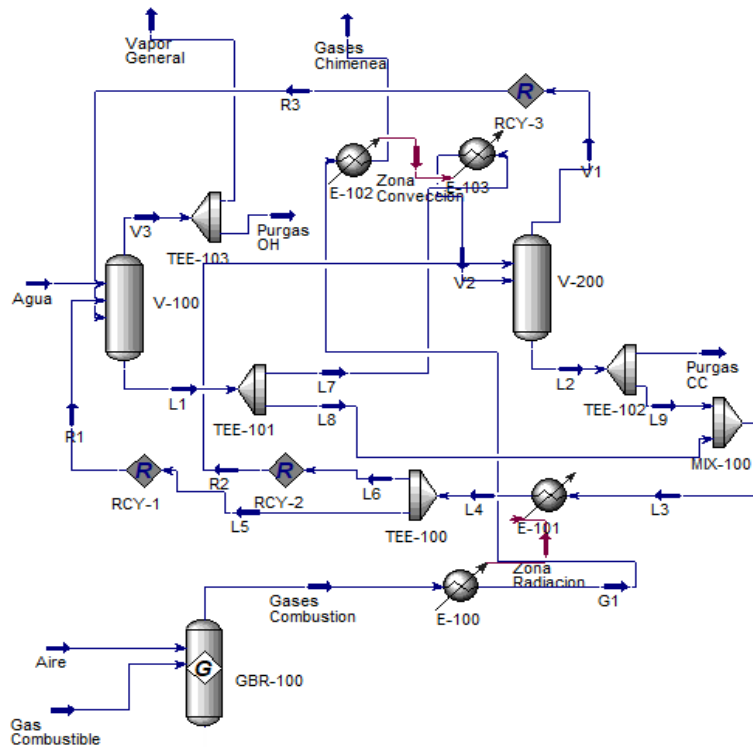 Vapor
General
Gases
Chimenea
R
R3
RCY-3
E-102
E-103
Zona
Convección
V1
V3
TEE-103
Purgas
OH
Agua
V-100
V2
V-200
L7
L1
L8
TEE-101
L2
Purgas
CC
TEE-102
L9
MIX-100
R1
R
RCY-1
R2
R
RCY-2
L6
L5
TEE-100
L4
E-101
L3
Zona
Radiacion
Gases
Combustion
E-100
G1
Aire
G
GBR-100
Gas
Combustible